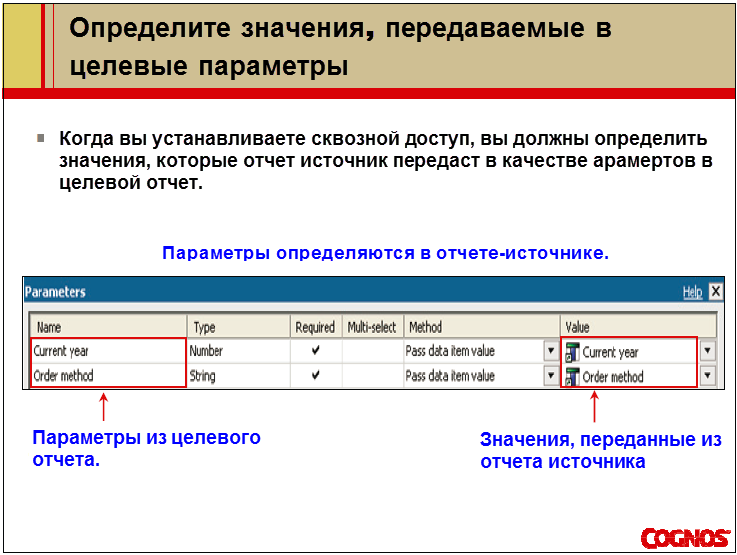 Определите значения, передаваемые в
целевые параметры
Когда вы устанавливаете сквозной доступ, вы должны определить
значения, которые отчет источник передаст в качестве арамертов в
целевой отчет.
Параметры определяются в отчете-источнике.
Parameters Help X
Name Type Required Multi-select Method Value
Current year Number ✓ Pass data item value Current year
Order method String ✓ Pass data item value Order method
Параметры из целевого
отчета.
Значения, переданные из
отчета источника
COGNOS